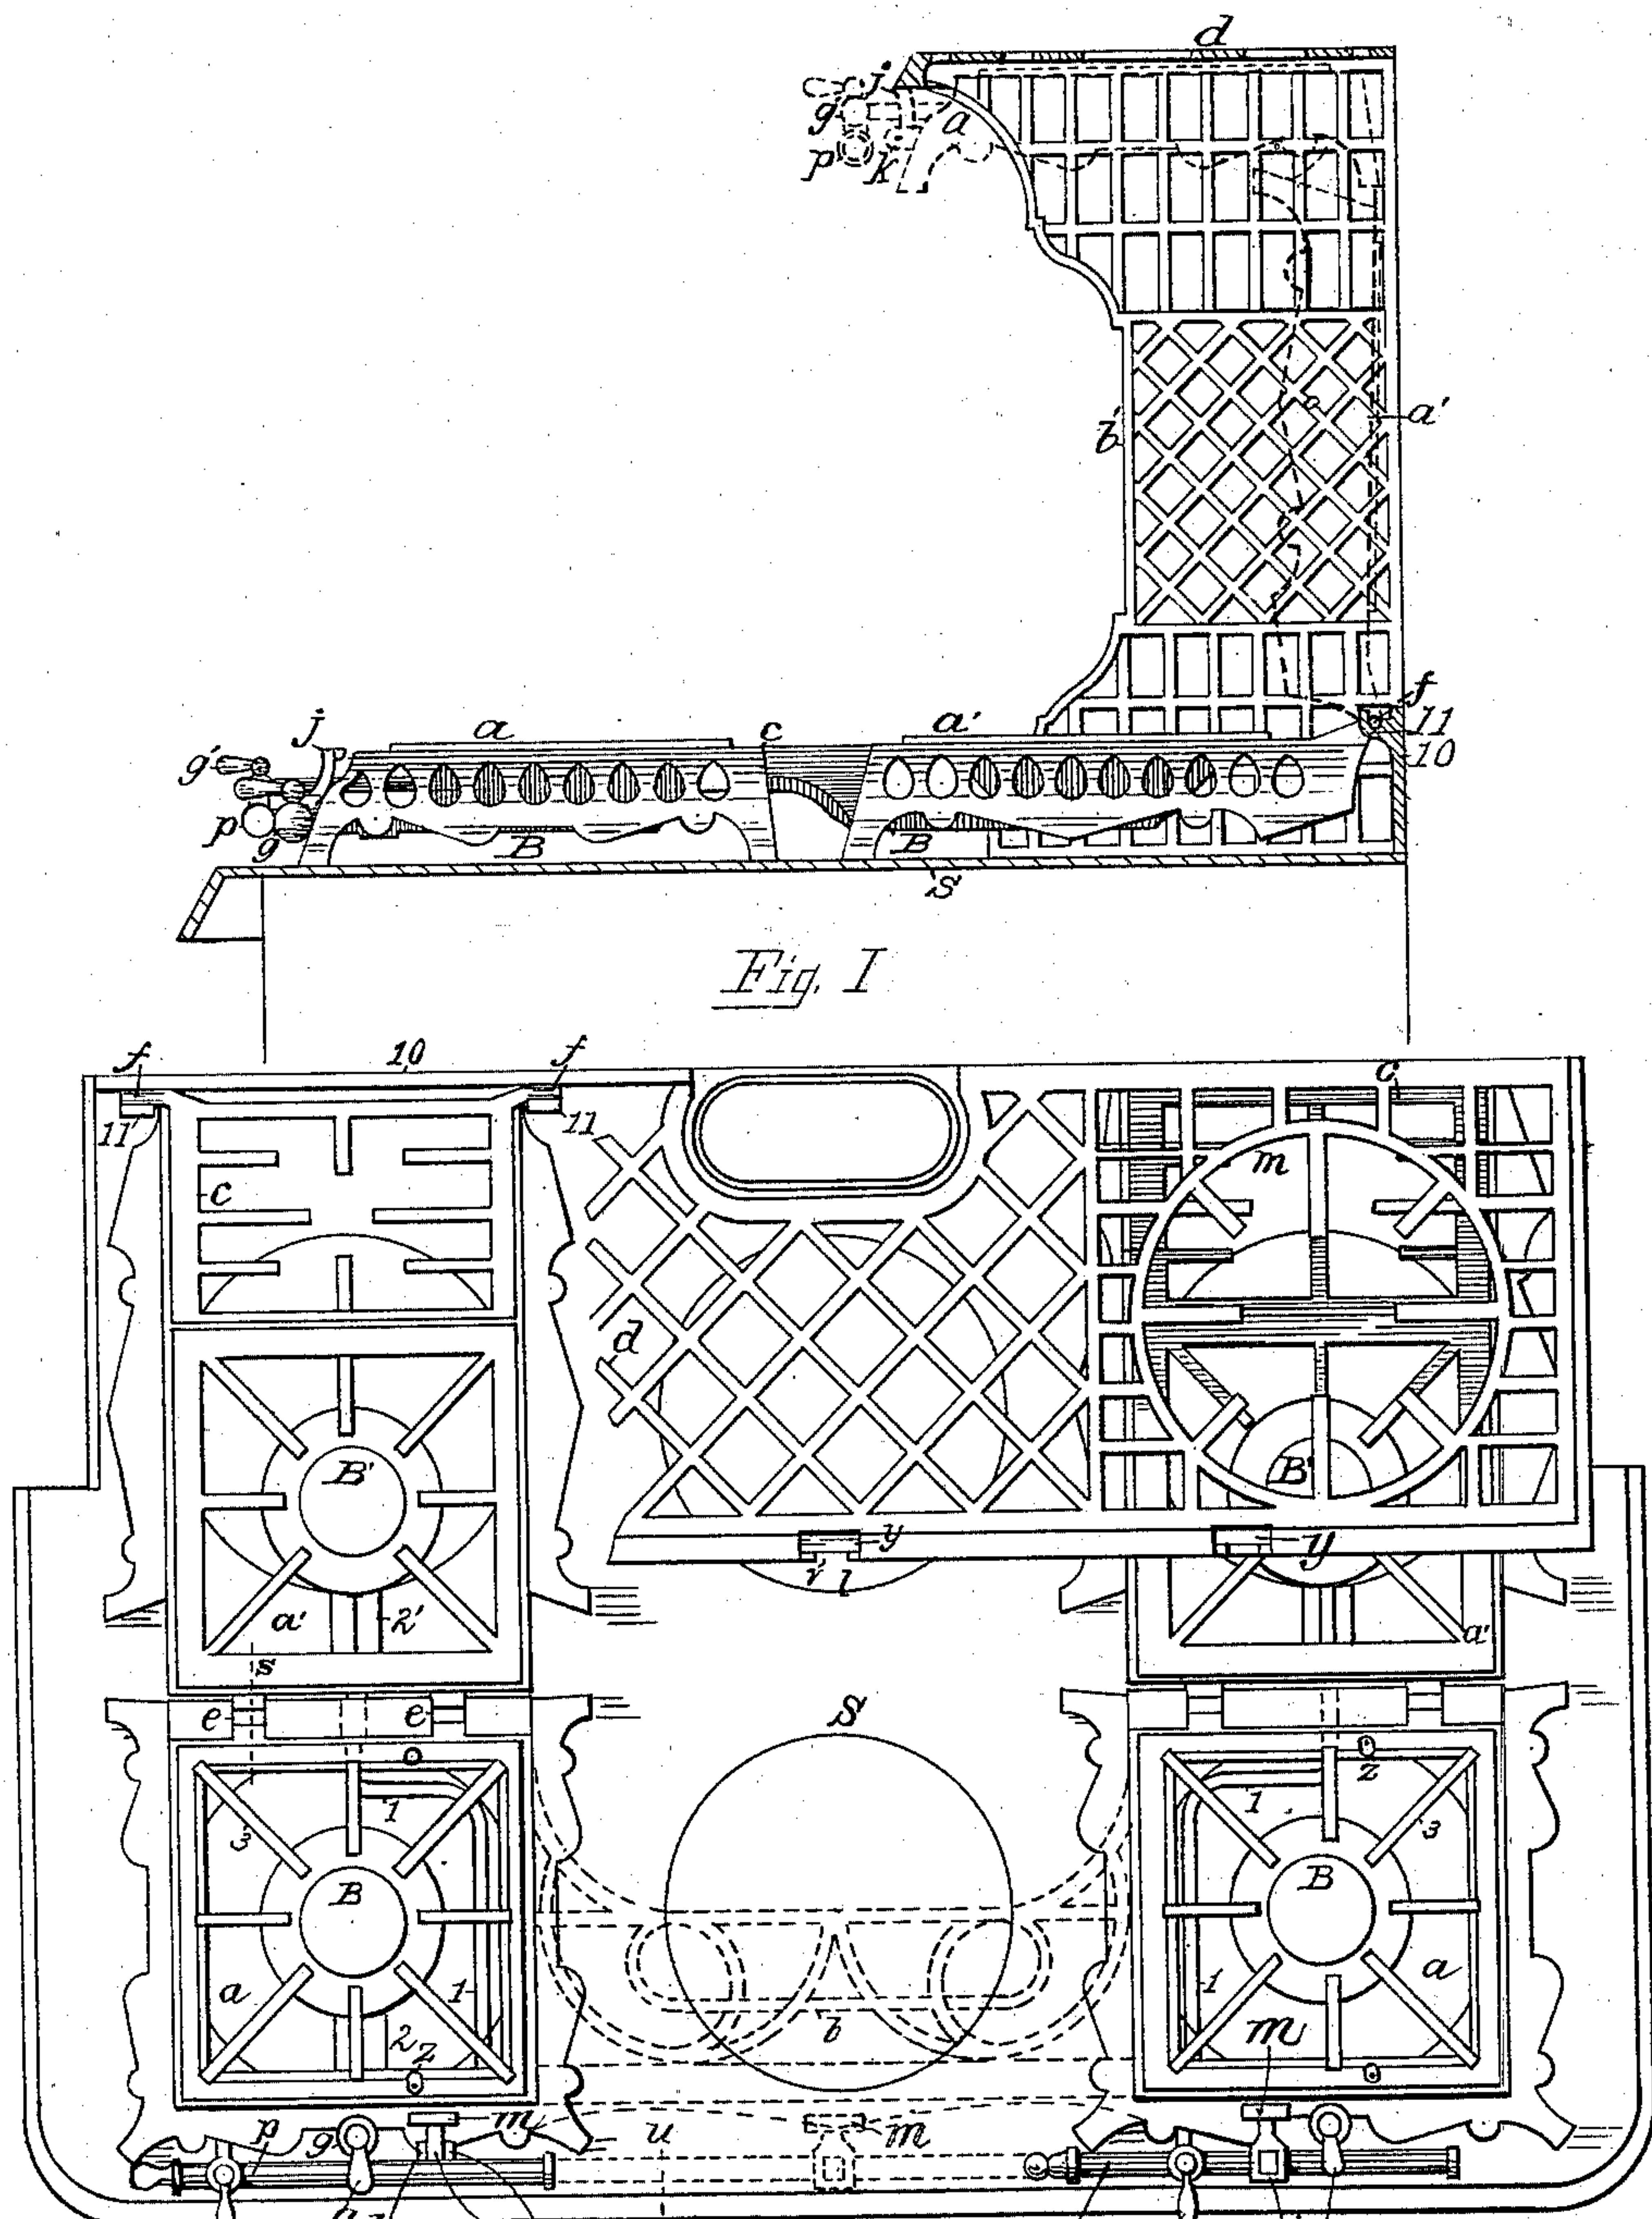 d
j
g
a
p k
b'
a'
f
11
10
j a c a'
g'
p
g
B B
S
Fig. I
f 10 f c
11 11
c
m
d
B' B'
y y
v l
a' 2' a'
s
e e S
z
3 1 1 3
B B
a 1 1 a
2 b m
z
p g m u m